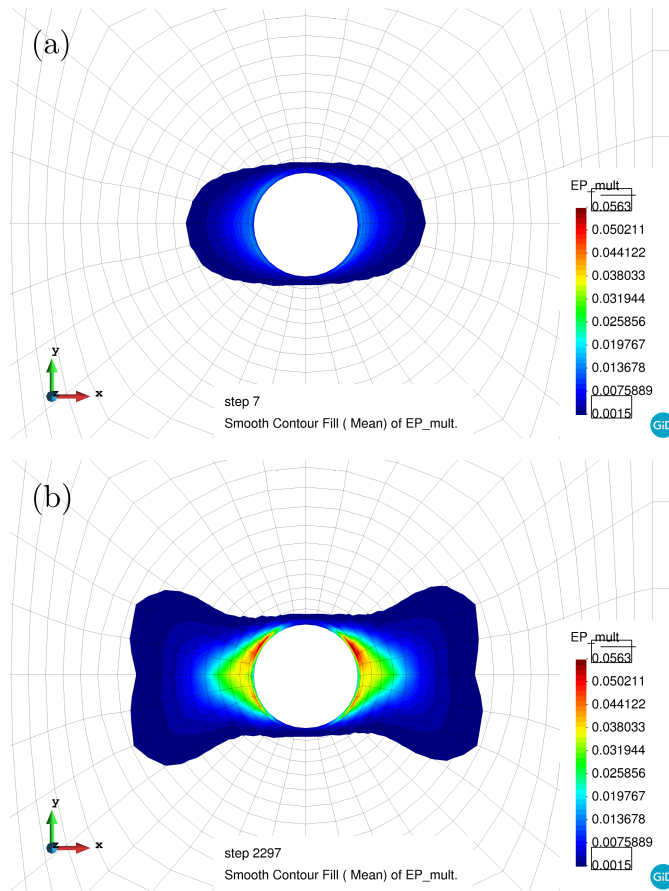 (a)
EP_mult
0.0563
0.050211
0.044122
0.038033
0.031944
0.025856
0.019767
0.013678
0.0075889
0.0015
y
z
x
step 7
Smooth Contour Fill ( Mean) of EP_mult.
GiD
(b)
EP_mult
0.0563
0.050211
0.044122
0.038033
0.031944
0.025856
0.019767
0.013678
0.0075889
0.0015
y
z
x
step 2297
Smooth Contour Fill ( Mean) of EP_mult.
GiD